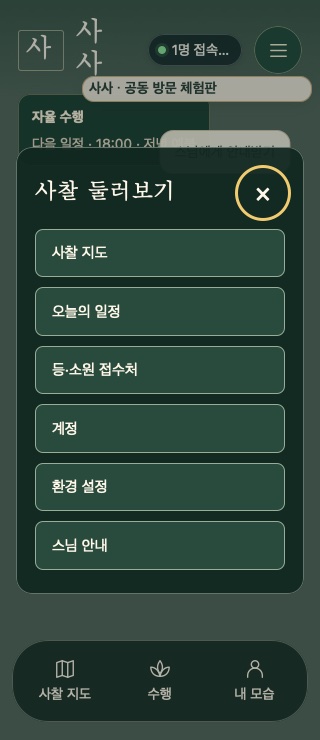 사
사
사
1명 접속…
사사 · 공동 방문 체험판
자율 수행
다음 일정 · 18:00 · 저녁
사찰 둘러보기
×
사찰 지도
오늘의 일정
등·소원 접수처
계정
환경 설정
스님 안내
사찰 지도
수행
내 모습